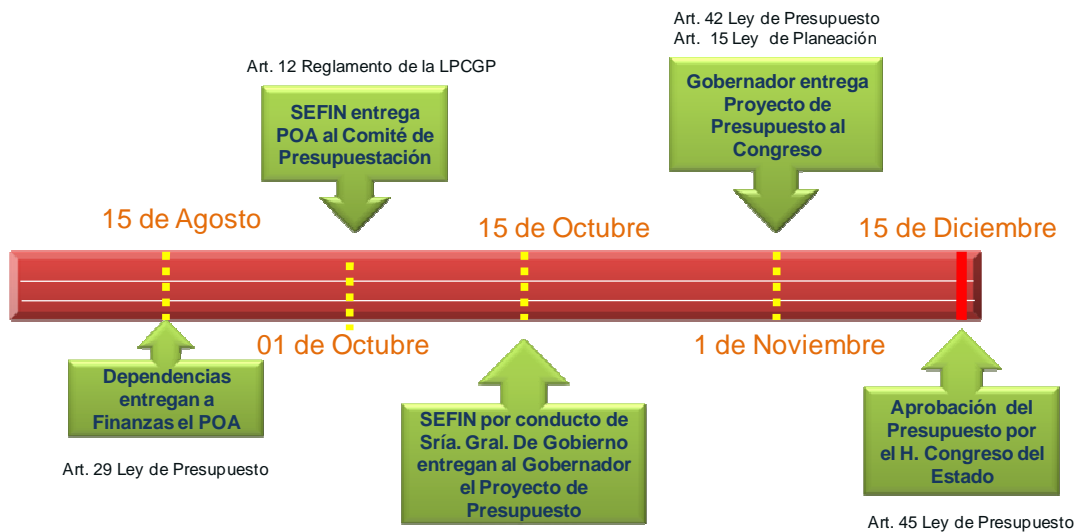 Art. 42 Ley de Presupuesto
Art. 15 Ley de Planeación
Art. 12 Reglamento de la LPCGP
SEFIN entrega
POA al Comité de
Presupuestación
Gobernador entrega
Proyecto de
Presupuesto al
Congreso
15 de Agosto
15 de Octubre
15 de Diciembre
01 de Octubre
1 de Noviembre
Dependencias
entregan a
Finanzas el POA
Art. 29 Ley de Presupuesto
SEFIN por conducto de
Sría. Gral. De Gobierno
entregan al Gobernador
el Proyecto de
Presupuesto
Aprobación del
Presupuesto por
el H. Congreso del
Estado
Art. 45 Ley de Presupuesto